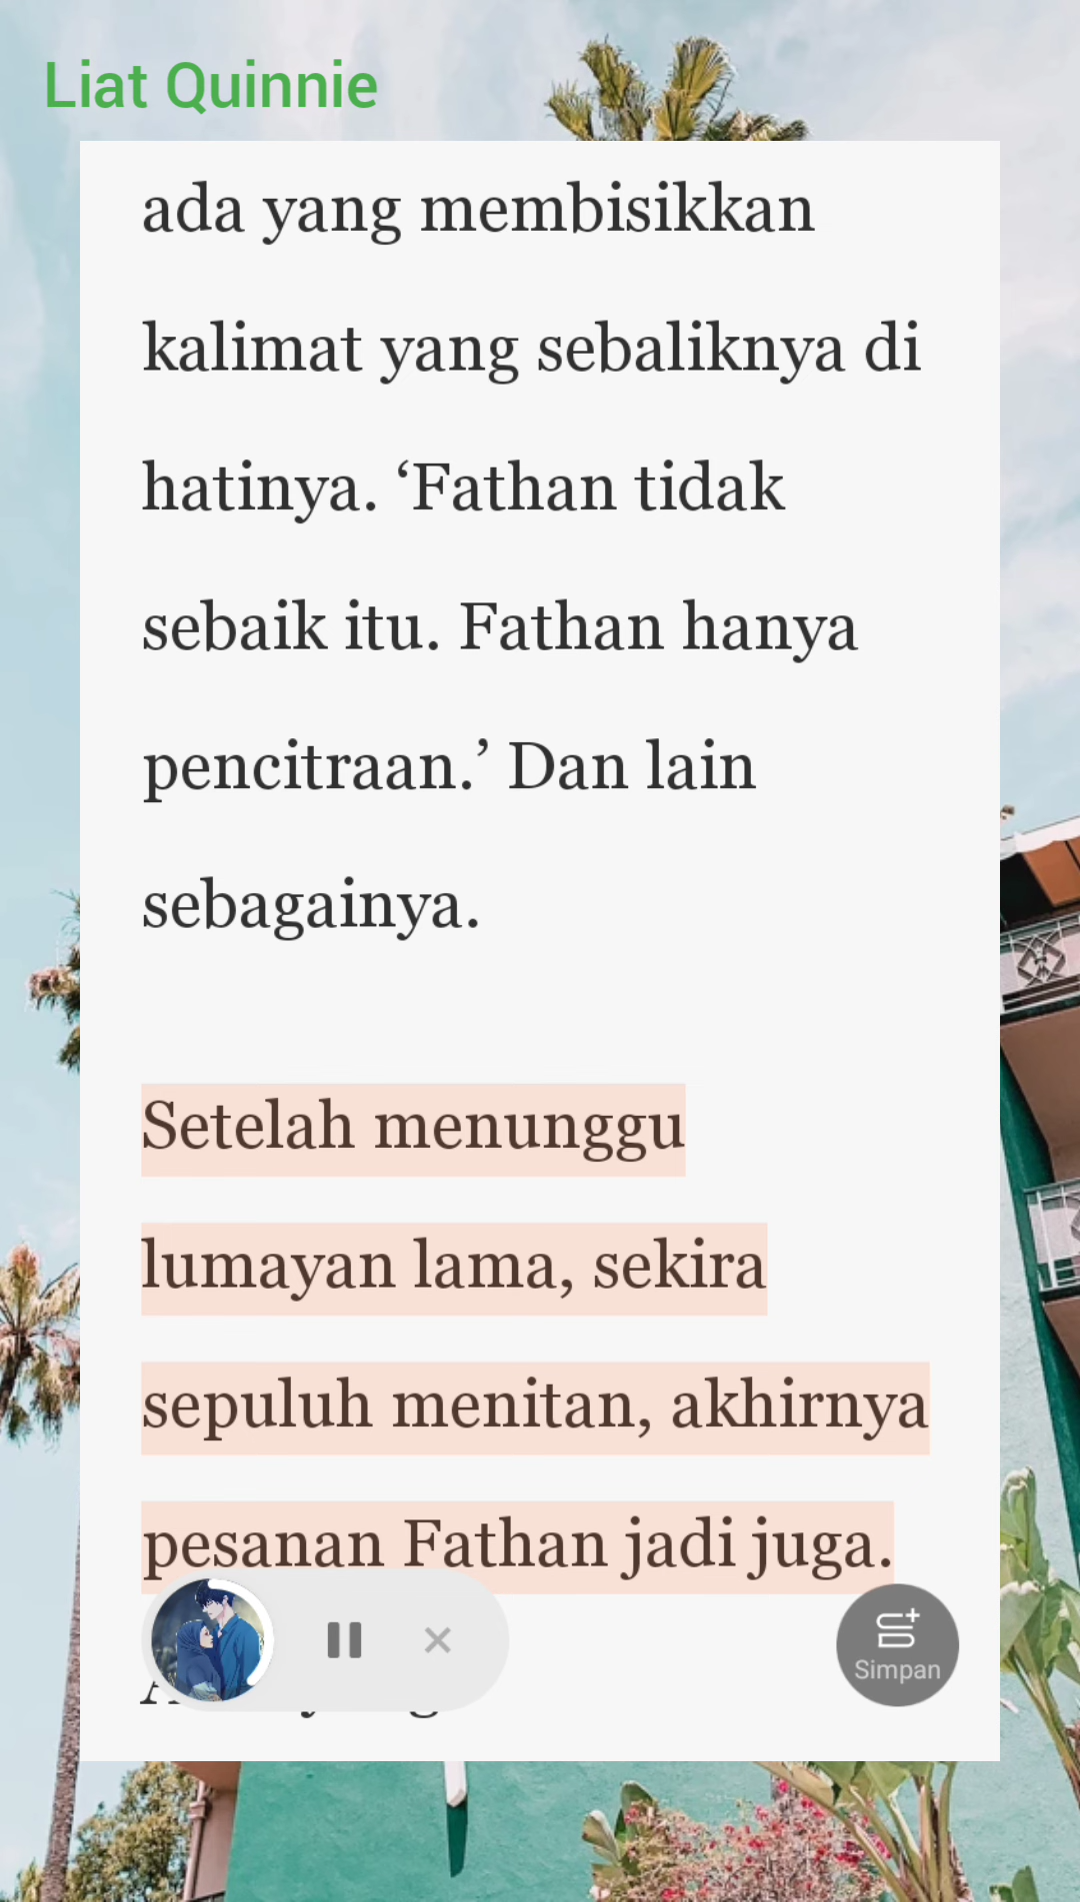 Liat Quinnie
ada yang membisikkan
kalimat yang sebaliknya di
hatinya. ‘Fathan tidak
sebaik itu. Fathan hanya
pencitraan.’ Dan lain
sebagainya.
Setelah menunggu
lumayan lama, sekira
sepuluh menitan, akhirnya
pesanan Fathan jadi juga.
Simpan